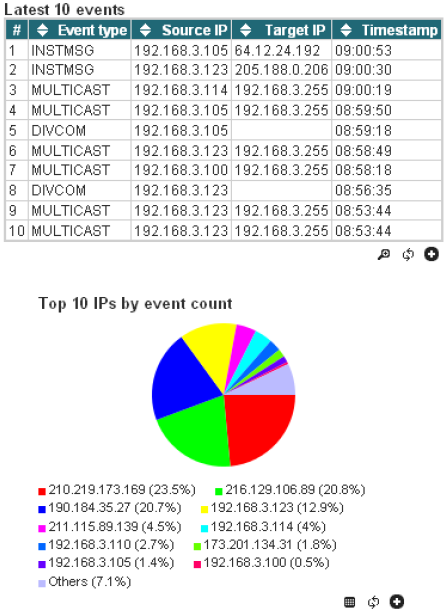 Latest 10 events
# Event type Source IP Target IP Timestamp
1 INSTMSG 192.168.3.105 64.12.24.192 09:00:53
2 INSTMSG 192.168.3.123 205.188.0.206 09:00:30
3 MULTICAST 192.168.3.114 192.168.3.255 09:00:19
4 MULTICAST 192.168.3.105 192.168.3.255 08:59:50
5 DIVCOM 192.168.3.105 08:59:18
6 MULTICAST 192.168.3.123 192.168.3.255 08:58:49
7 MULTICAST 192.168.3.100 192.168.3.255 08:58:18
8 DIVCOM 192.168.3.123 08:56:35
9 MULTICAST 192.168.3.123 192.168.3.255 08:53:44
10 MULTICAST 192.168.3.123 192.168.3.255 08:53:44
Top 10 IPs by event count
210.219.173.169 (23.5%) 216.129.106.89 (20.8%)
190.184.35.27 (20.7%) 192.168.3.123 (12.9%)
211.115.89.139 (4.5%) 192.168.3.114 (4%)
192.168.3.110 (2.7%) 173.201.134.31 (1.8%)
192.168.3.105 (1.4%) 192.168.3.100 (0.5%)
Others (7.1%)